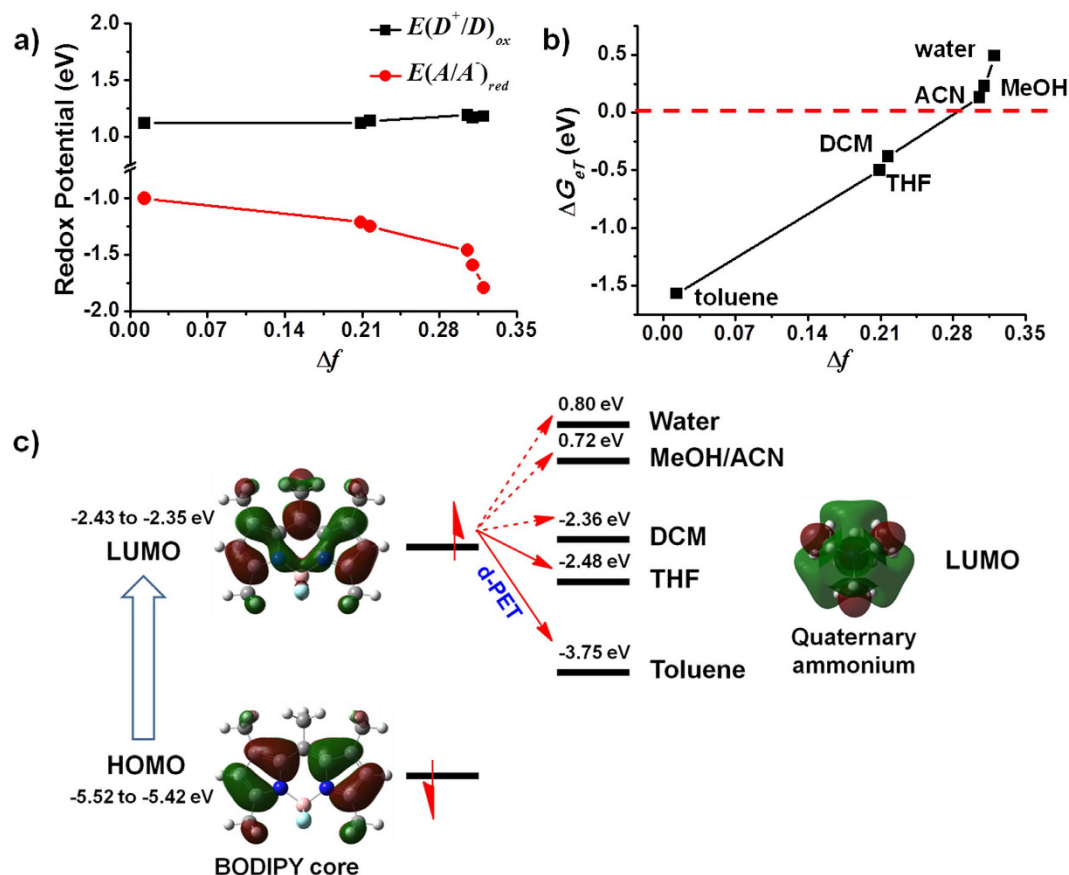 a)
E(D⁺/D)ox
E(A/A⁻)red
Redox Potential (eV)
2.0
1.5
1.0
-1.0
-1.5
-2.0
0.00 0.07 0.14 0.21 0.28 0.35
Δf
b)
water
ACN
MeOH
DCM
THF
toluene
ΔG_eT (eV)
0.5
0.0
-0.5
-1.0
-1.5
0.00 0.07 0.14 0.21 0.28 0.35
Δf
c)
-2.43 to -2.35 eV
LUMO
HOMO
-5.52 to -5.42 eV
BODIPY core
d-PET
0.80 eV
Water
0.72 eV
MeOH/ACN
-2.36 eV
DCM
-2.48 eV
THF
-3.75 eV
Toluene
LUMO
Quaternary
ammonium